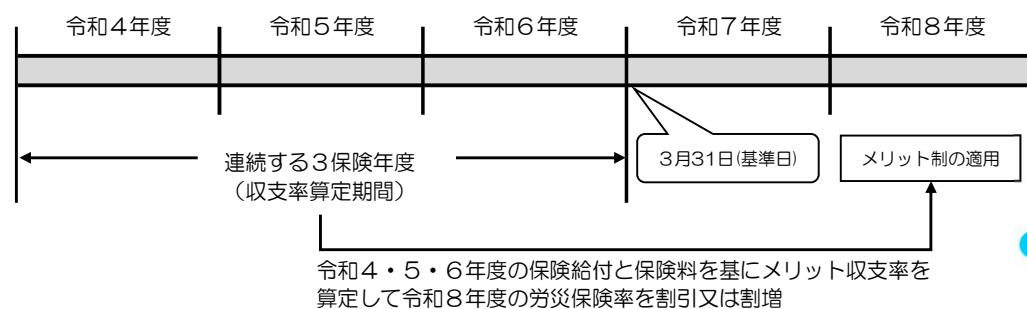 令和４年度
令和５年度
令和６年度
令和７年度
令和８年度
連続する３保険年度
（収支率算定期間）
３月31日(基準日)
メリット制の適用
令和４・５・６年度の保険給付と保険料を基にメリット収支率を
算定して令和８年度の労災保険率を割引又は割増